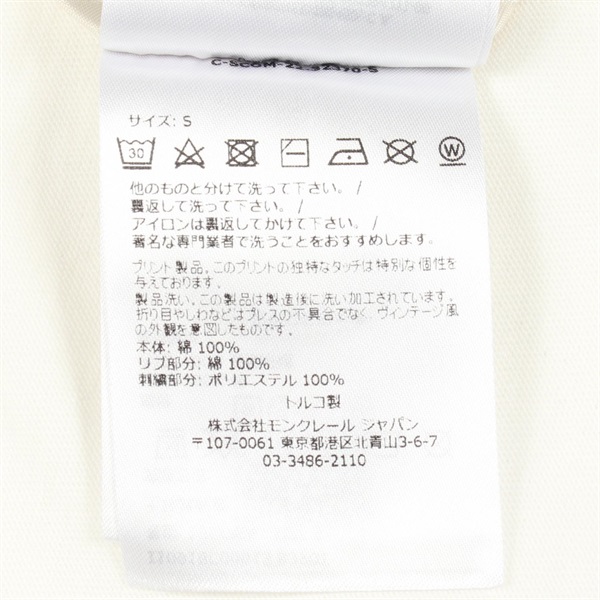 サイズ: S
30
W
他のものと分けて洗って下さい。/
裏返して洗って下さい。/
アイロンは裏返してかけて下さい。/
著名な専門業者で洗うことをおすすめします。
プリント製品。このプリントの独特なタッチは特別な個性を
与えております。
製品洗い。この製品は製造後に洗い加工されています。
折り目やしわなどはプレスの不具合でなく、ヴィンテージ風
の外観を意図したものです。
本体: 綿 100%
リブ部分: 綿 100%
刺繍部分: ポリエステル 100%
トルコ製
株式会社モンクレール ジャパン
〒107-0061 東京都港区北青山3-6-7
03-3486-2110